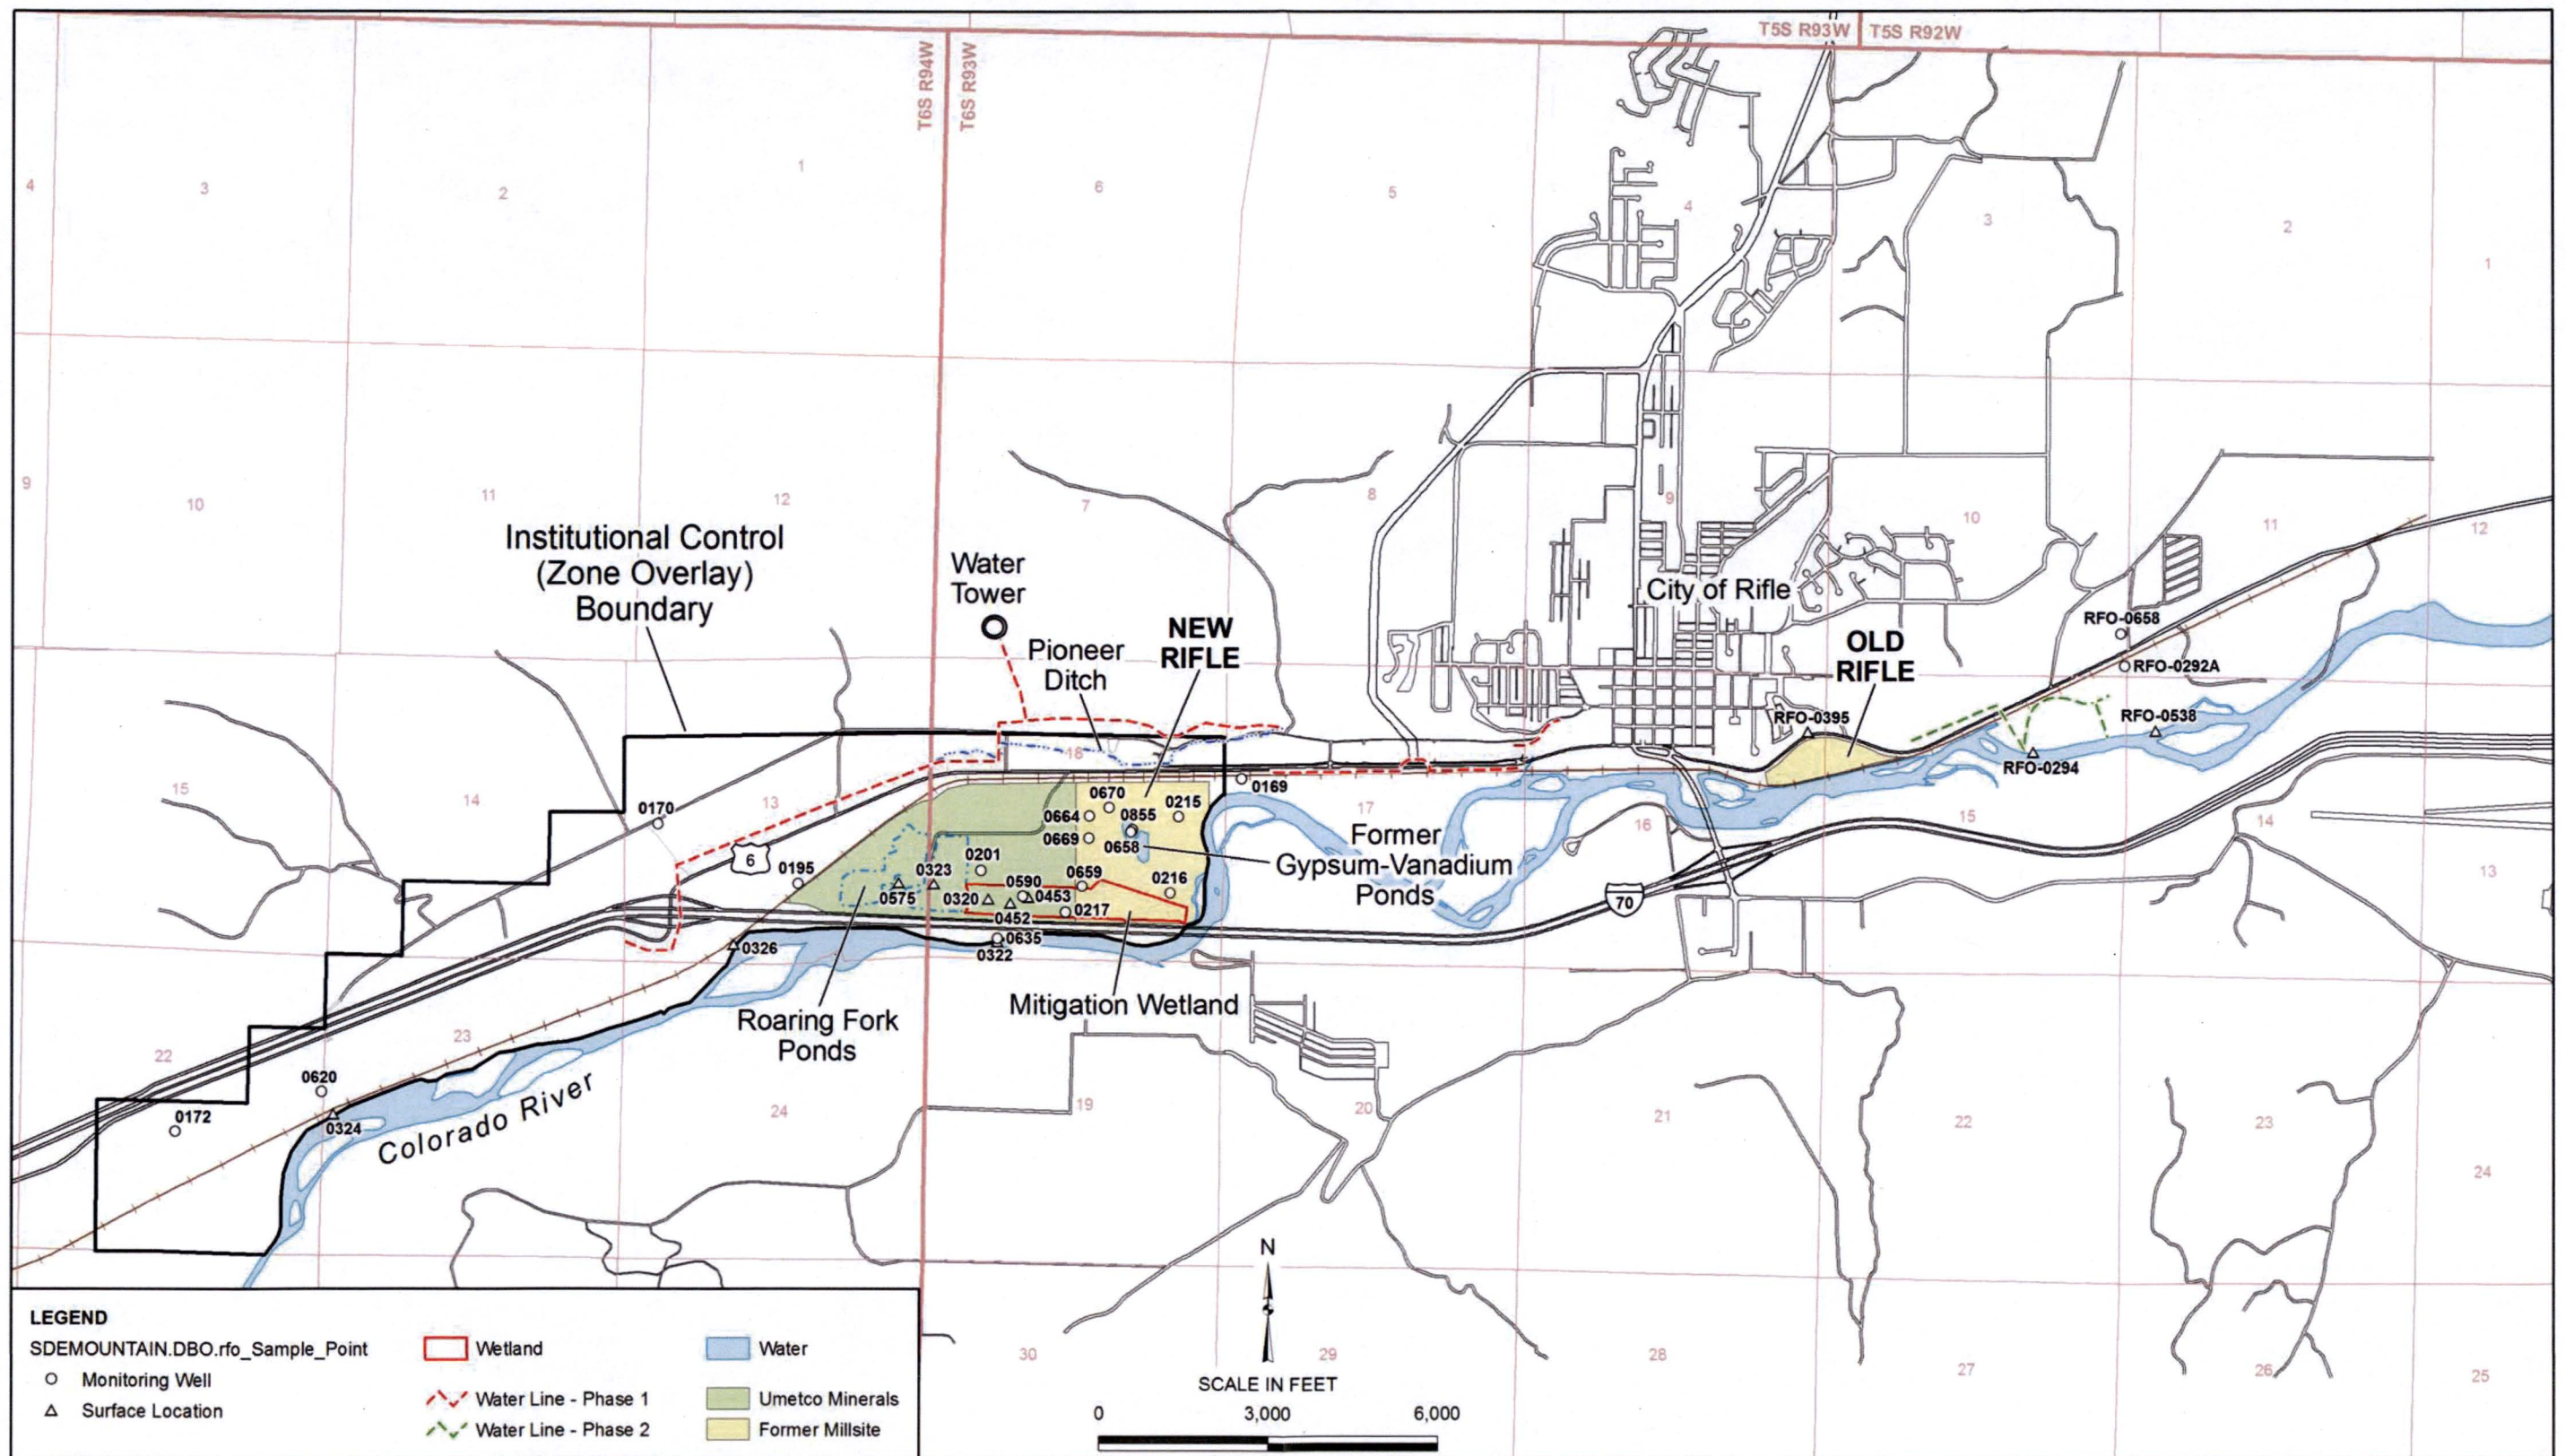 T5S R93W
T5S R92W
T6S R94W
T6S R93W
4
3
2
1
6
5
4
3
2
1
9
10
11
12
7
8
9
10
11
12
Institutional Control
(Zone Overlay)
Boundary
Water
Tower
Pioneer
Ditch
NEW
RIFLE
City of Rifle
OLD
RIFLE
RFO-0658
RFO-0292A
RFO-0395
RFO-0538
RFO-0294
15
14
13
18
17
16
15
14
13
0170
0195
6
0670
0215
0664
0855
0669
0658
0169
0201
0323
0659
0590
0216
0575
0320
0453
0452
0217
0635
0322
0326
Former
Gypsum-Vanadium
Ponds
70
Mitigation Wetland
Roaring Fork
Ponds
22
23
24
19
20
21
22
23
24
0620
0172
0324
Colorado River
30
29
28
27
26
25
N
SCALE IN FEET
0
3,000
6,000
LEGEND
SDEMOUNTAIN.DBO.rfo_Sample_Point
Monitoring Well
Surface Location
Wetland
Water Line - Phase 1
Water Line - Phase 2
Water
Umetco Minerals
Former Millsite